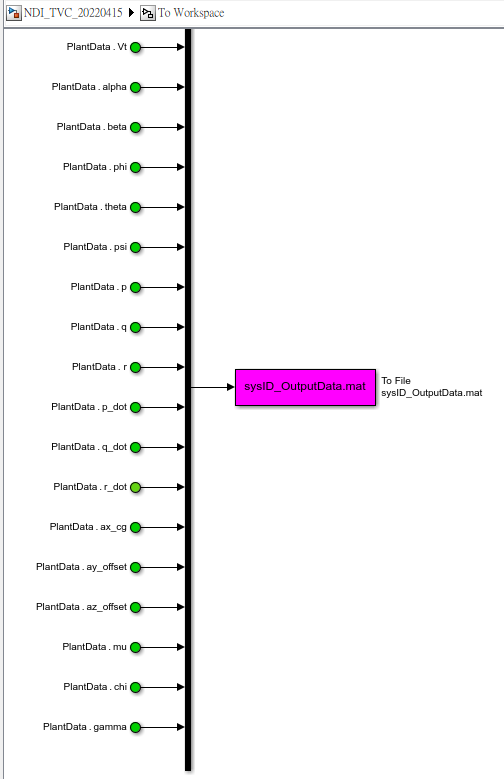 NDI_TVC_20220415 ▶ To Workspace
PlantData . Vt
PlantData . alpha
PlantData . beta
PlantData . phi
PlantData . theta
PlantData . psi
PlantData . p
PlantData . q
PlantData . r
sysID_OutputData.mat
To File
sysID_OutputData.mat
PlantData . p_dot
PlantData . q_dot
PlantData . r_dot
PlantData . ax_cg
PlantData . ay_offset
PlantData . az_offset
PlantData . mu
PlantData . chi
PlantData . gamma